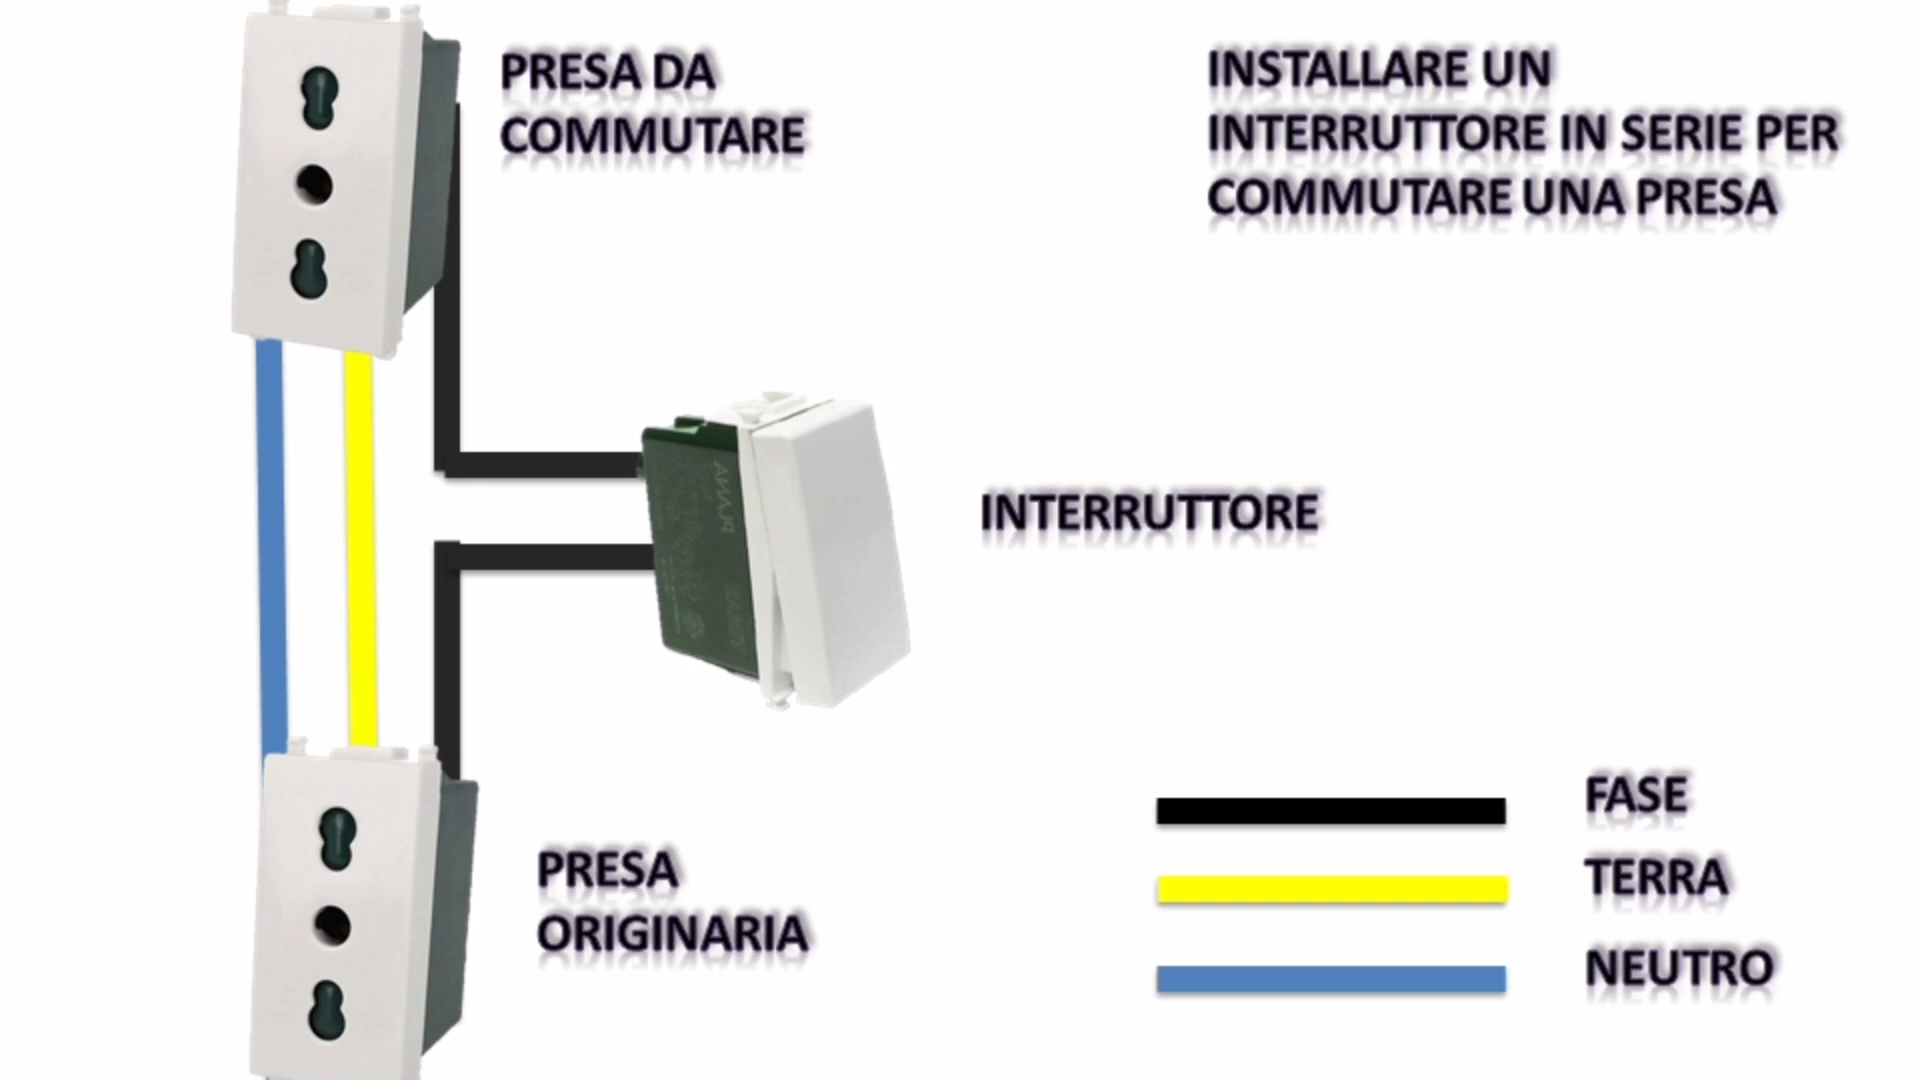 PRESA DA
COMMUTARE
INSTALLARE UN
INTERRUTTORE IN SERIE PER
COMMUTARE UNA PRESA
INTERRUTTORE
PRESA
ORIGINARIA
FASE
TERRA
NEUTRO